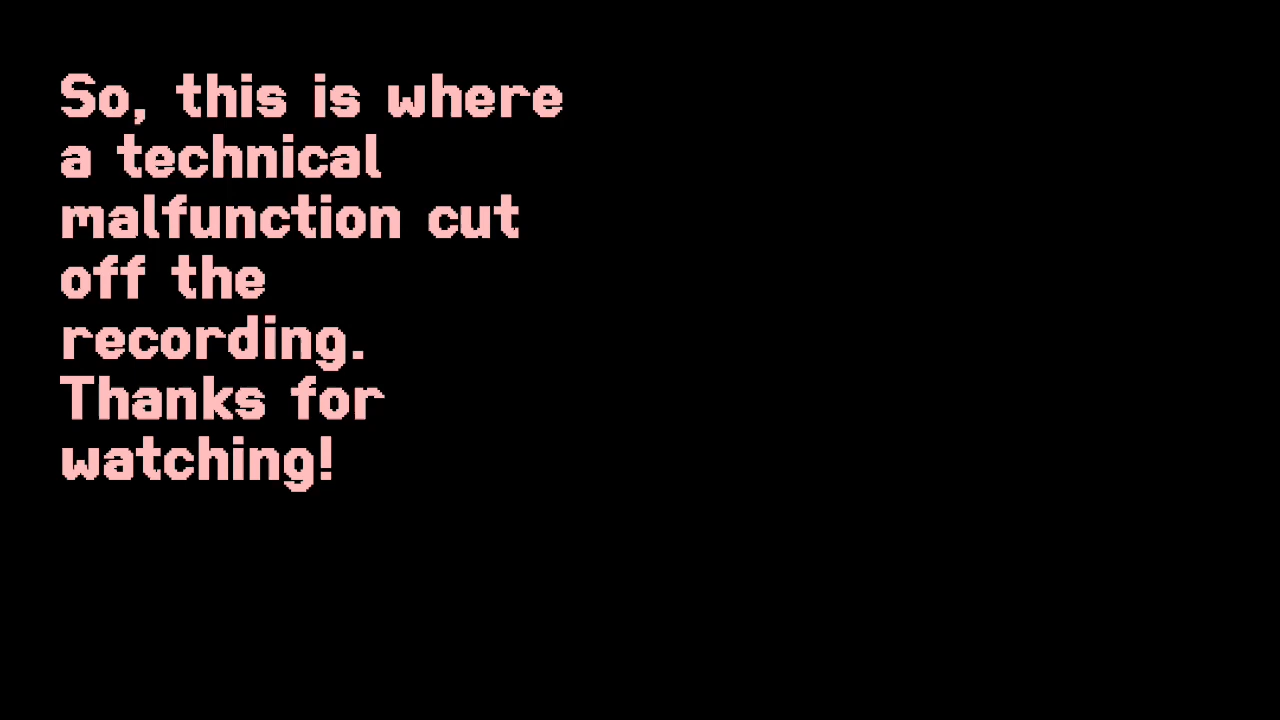 So, this is where
a technical
malfunction cut
off the
recording.
Thanks for
watching!